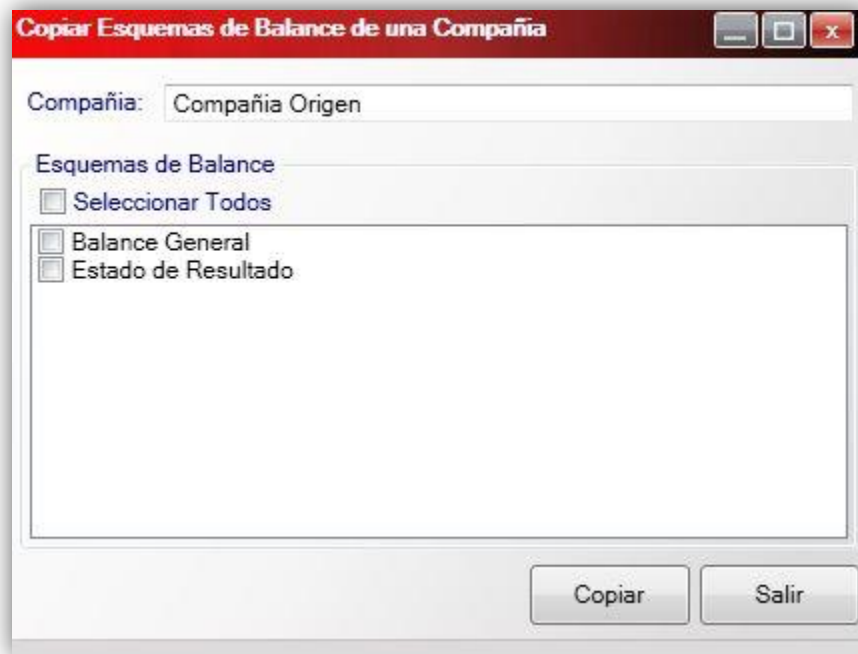 Copiar Esquemas de Balance de una Compañia
Compañia: Compañia Origen
Esquemas de Balance
Seleccionar Todos
Balance General
Estado de Resultado
Copiar Salir